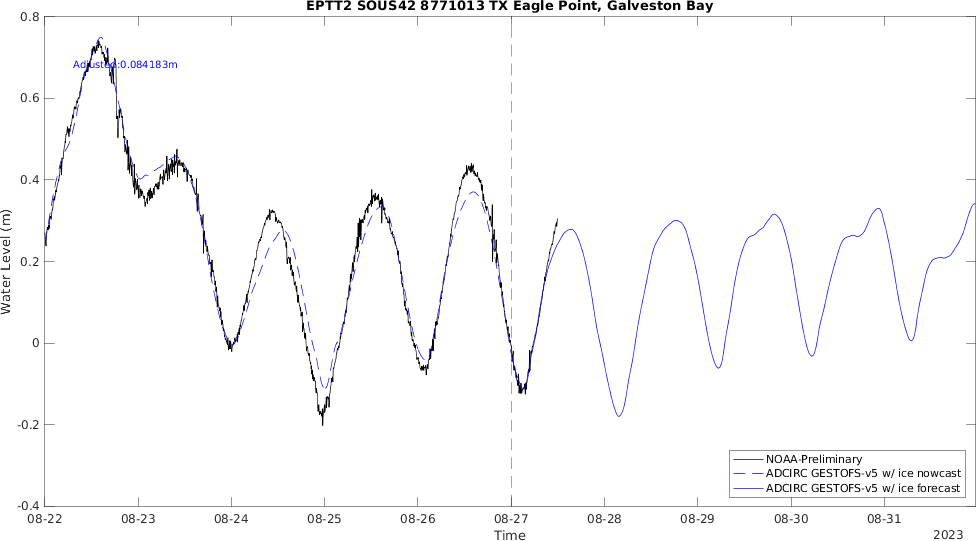 EPTT2 SOUS42 8771013 TX Eagle Point, Galveston Bay
0.8
0.6
0.4
0.2
0
-0.2
-0.4
Water Level (m)
Adjusted:0.084183m
NOAA-Preliminary
ADCIRC GESTOFS-v5 w/ ice nowcast
ADCIRC GESTOFS-v5 w/ ice forecast
08-22 08-23 08-24 08-25 08-26 08-27 08-28 08-29 08-30 08-31
Time
2023